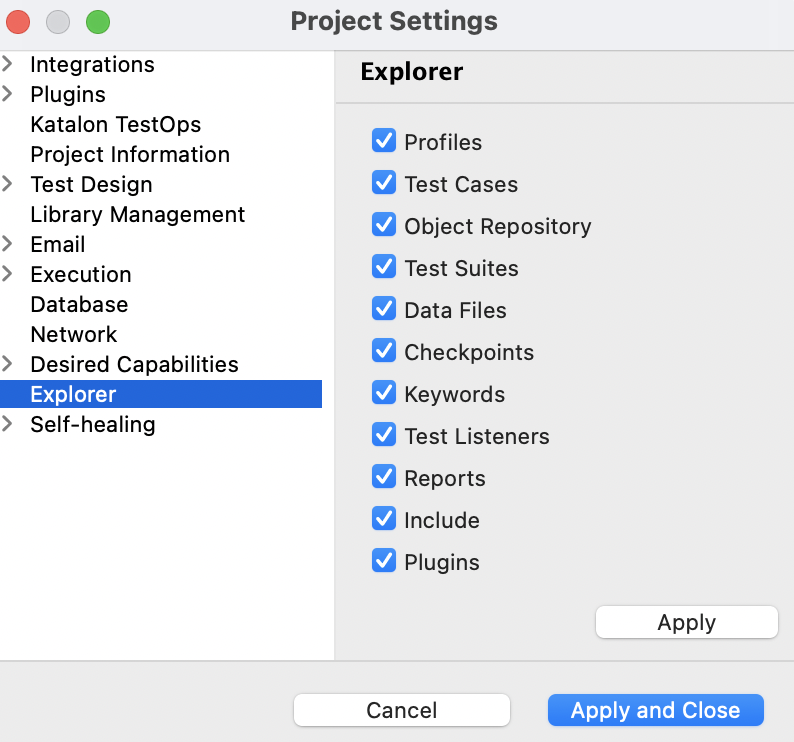 Project Settings
Integrations
Plugins
Katalon TestOps
Project Information
Test Design
Library Management
Email
Execution
Database
Network
Desired Capabilities
Explorer
Self-healing
Explorer
Profiles
Test Cases
Object Repository
Test Suites
Data Files
Checkpoints
Keywords
Test Listeners
Reports
Include
Plugins
Apply
Cancel
Apply and Close